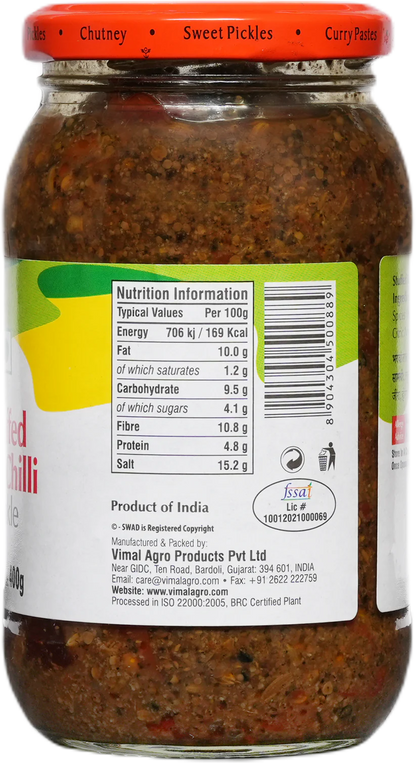 Chutney • Sweet Pickles • Curry Pastes
Nutrition Information
Typical Values Per 100g
Energy 706 kj / 169 Kcal
Fat 10.0 g
of which saturates 1.2 g
Carbohydrate 9.5 g
of which sugars 4.1 g
Fibre 10.8 g
Protein 4.8 g
Salt 15.2 g
8 904304 500889
Product of India
© - SWAD is Registered Copyright
Manufactured & Packed by:
Vimal Agro Products Pvt Ltd
Near GIDC, Ten Road, Bardoli, Gujarat: 394 601, INDIA
Email: care@vimalagro.com • Fax: +91 2622 222759
Website: www.vimalagro.com
Processed in ISO 22000:2005, BRC Certified Plant
fssai
Lic #
10012021000069
400g